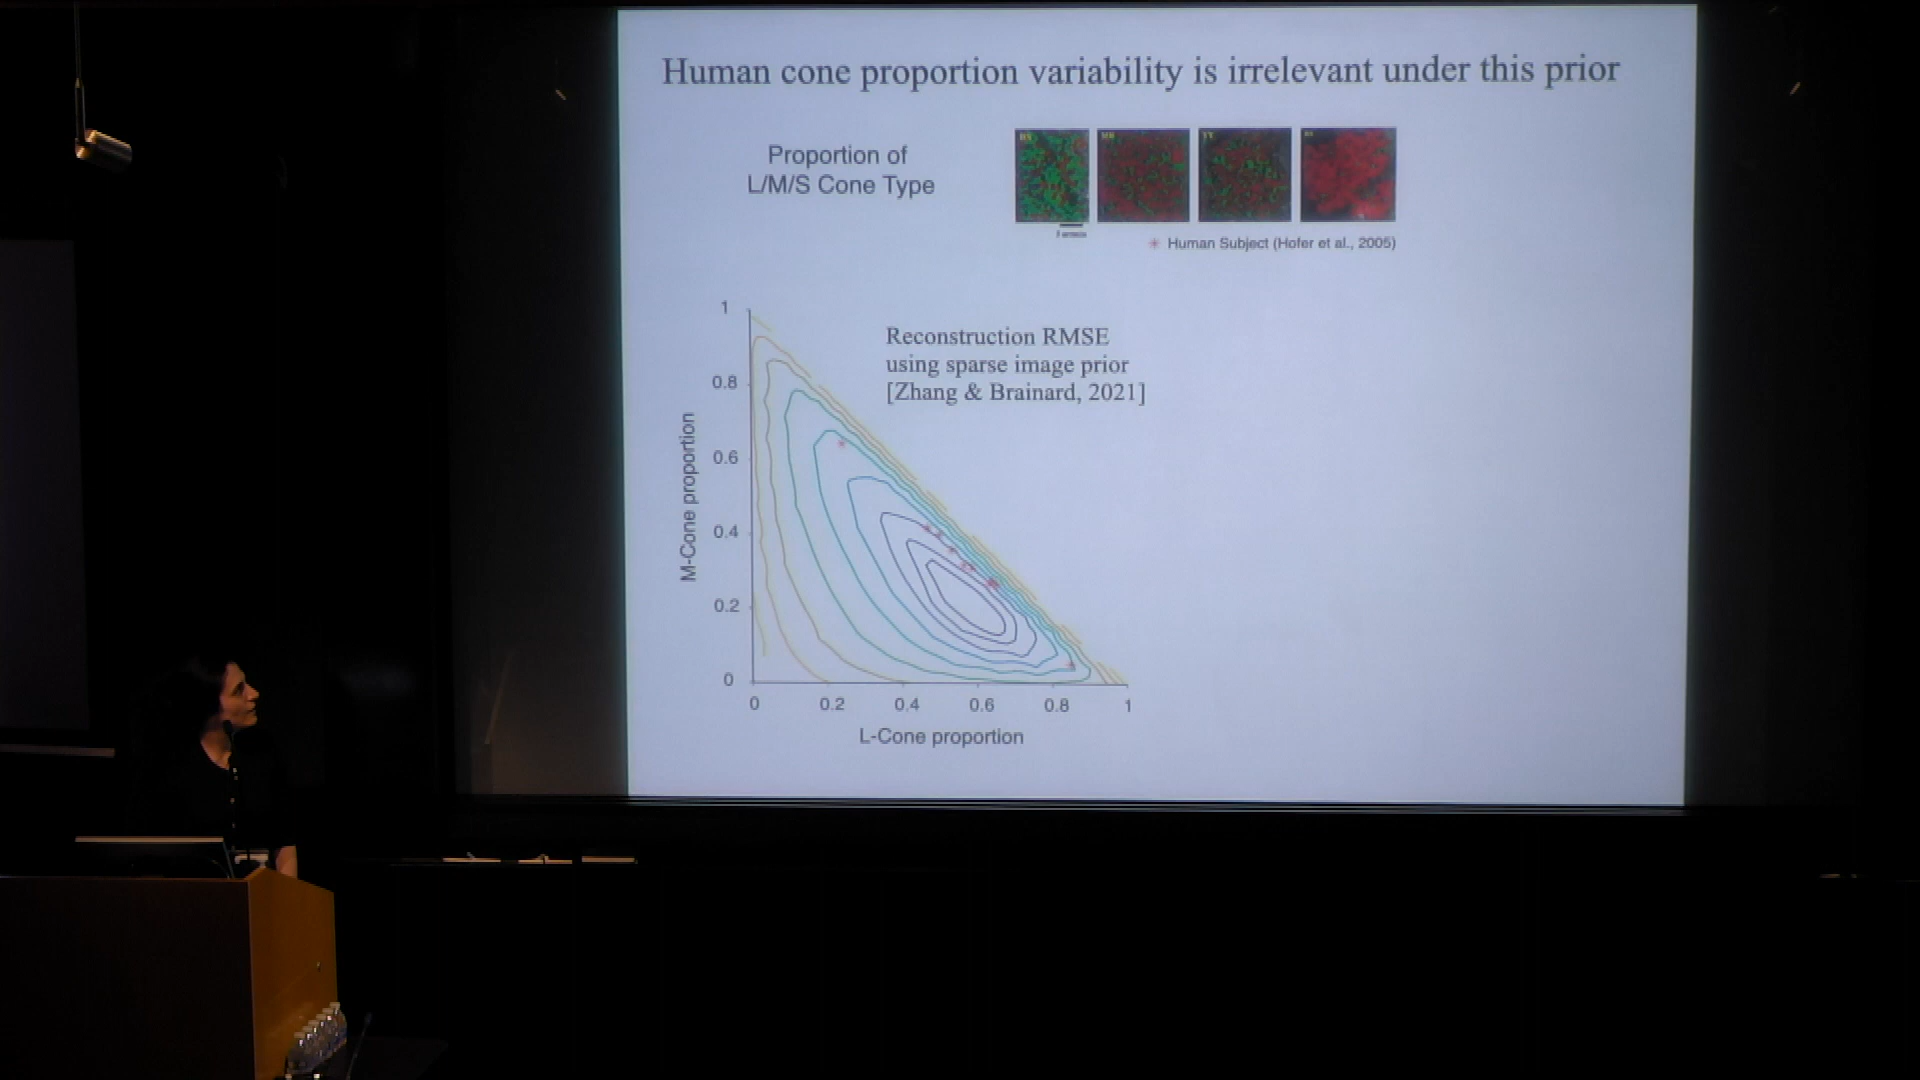 Human cone proportion variability is irrelevant under this prior
Proportion of
L/M/S Cone Type
* Human Subject (Hofer et al., 2005)
Reconstruction RMSE
using sparse image prior
[Zhang & Brainard, 2021]
M-Cone proportion
1
0.8
0.6
0.4
0.2
0
0
0.2
0.4
0.6
0.8
1
L-Cone proportion